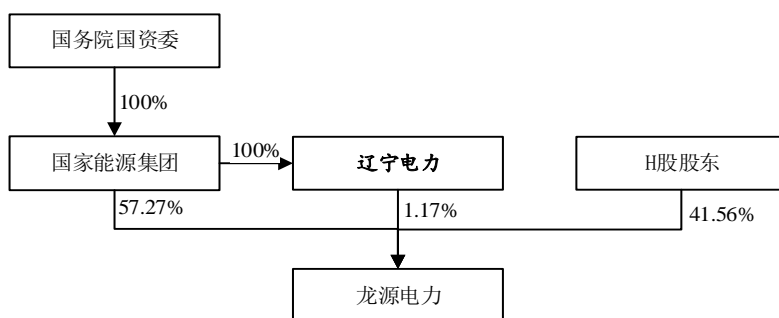 国务院国资委
100%
国家能源集团
100%
辽宁电力
H股股东
57.27%
1.17%
41.56%
龙源电力